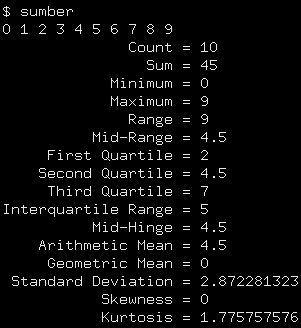 $ sumber
0 1 2 3 4 5 6 7 8 9
Count = 10
Sum = 45
Minimum = 0
Maximum = 9
Range = 9
Mid-Range = 4.5
First Quartile = 2
Second Quartile = 4.5
Third Quartile = 7
Interquartile Range = 5
Mid-Hinge = 4.5
Arithmetic Mean = 4.5
Geometric Mean = 0
Standard Deviation = 2.872281323
Skewness = 0
Kurtosis = 1.775757576